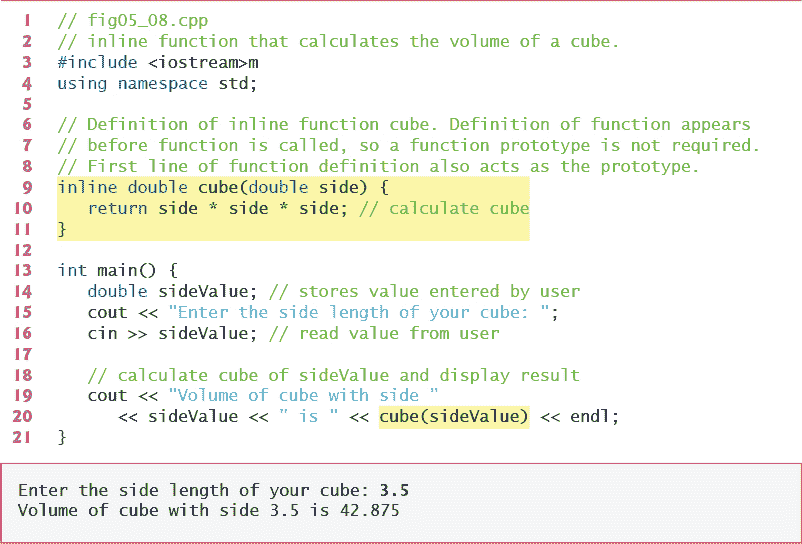 1 // fig05_08.cpp
2 // inline function that calculates the volume of a cube.
3 #include <iostream>m
4 using namespace std;
5
6 // Definition of inline function cube. Definition of function appears
7 // before function is called, so a function prototype is not required.
8 // First line of function definition also acts as the prototype.
9 inline double cube(double side) {
10 return side * side * side; // calculate cube
11 }
12
13 int main() {
14 double sideValue; // stores value entered by user
15 cout << "Enter the side length of your cube: ";
16 cin >> sideValue; // read value from user
17
18 // calculate cube of sideValue and display result
19 cout << "Volume of cube with side "
20 << sideValue << " is " << cube(sideValue) << endl;
21 }
Enter the side length of your cube: 3.5
Volume of cube with side 3.5 is 42.875